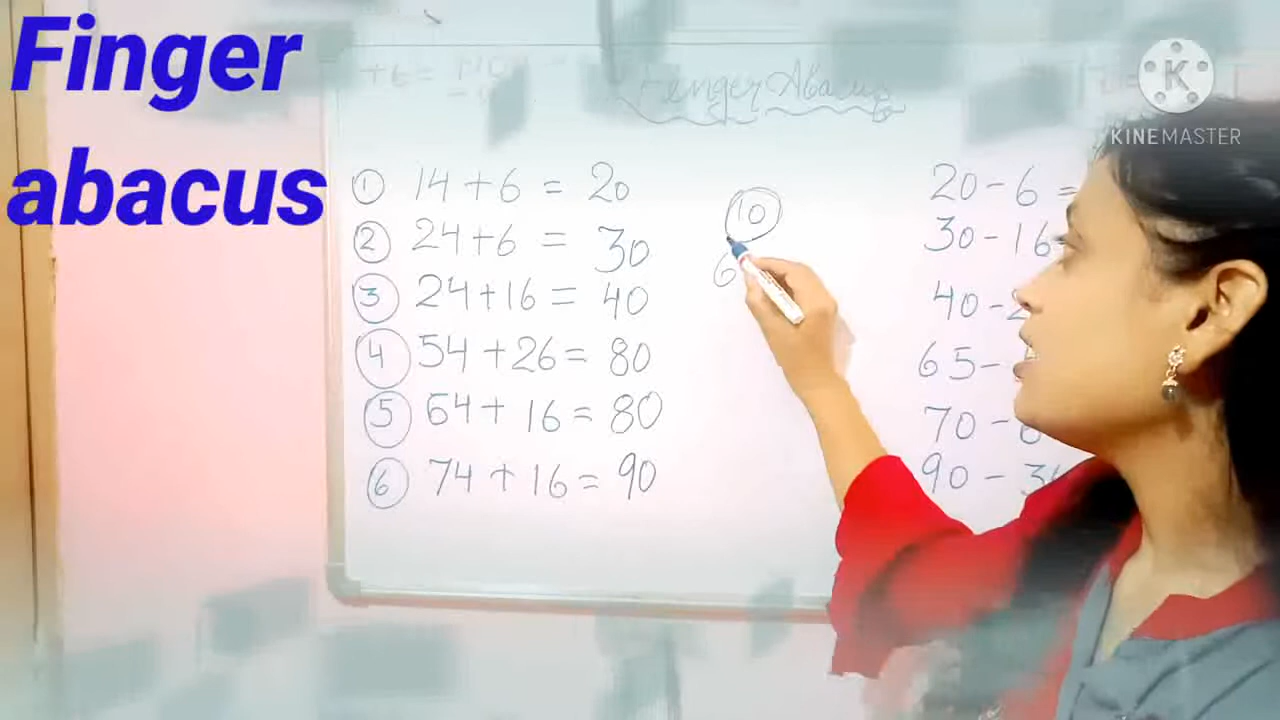 Finger
abacus
K
KINEMASTER
Fenger Abacus
1 14 + 6 = 20
2 24 + 6 = 30
3 24 + 16 = 40
4 54 + 26 = 80
5 64 + 16 = 80
6 74 + 16 = 90
10
6
20 - 6 =
30 - 16
40 -
65 -
70 -
90 -